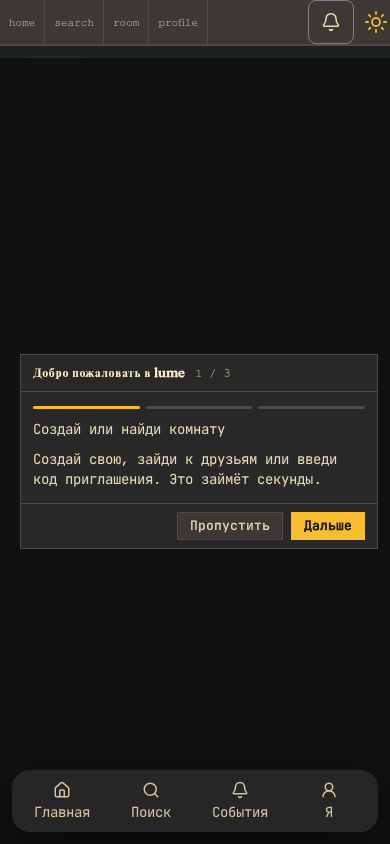 home search room profile
Добро пожаловать в lume 1 / 3
Создай или найди комнату
Создай свою, зайди к друзьям или введи
код приглашения. Это займёт секунды.
Пропустить Дальше
Главная Поиск События Я